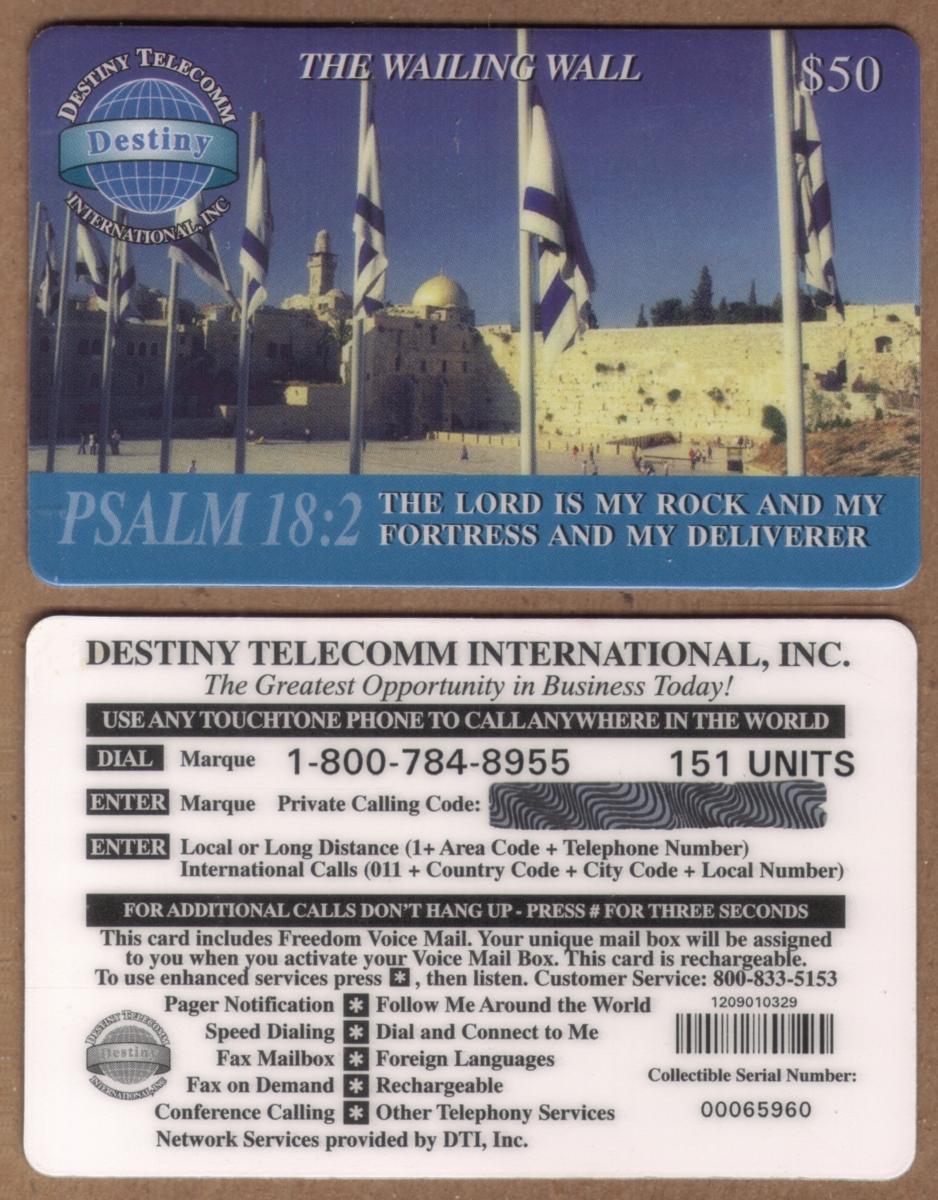 DESTINY TELECOMM
Destiny
INTERNATIONAL, INC
THE WAILING WALL
$50
PSALM 18:2
THE LORD IS MY ROCK AND MY
FORTRESS AND MY DELIVERER
DESTINY TELECOMM INTERNATIONAL, INC.
The Greatest Opportunity in Business Today!
USE ANY TOUCHTONE PHONE TO CALL ANYWHERE IN THE WORLD
DIAL Marque 1-800-784-8955 151 UNITS
ENTER Marque Private Calling Code:
ENTER Local or Long Distance (1+ Area Code + Telephone Number)
International Calls (011 + Country Code + City Code + Local Number)
FOR ADDITIONAL CALLS DON'T HANG UP - PRESS # FOR THREE SECONDS
This card includes Freedom Voice Mail. Your unique mail box will be assigned
to you when you activate your Voice Mail Box. This card is rechargeable.
To use enhanced services press *, then listen. Customer Service: 800-833-5153
Pager Notification * Follow Me Around the World
Speed Dialing * Dial and Connect to Me
Fax Mailbox * Foreign Languages
Fax on Demand * Rechargeable
Conference Calling * Other Telephony Services
Network Services provided by DTI, Inc.
DESTINY TELECOMM
Destiny
INTERNATIONAL, INC
1209010329
Collectible Serial Number:
00065960